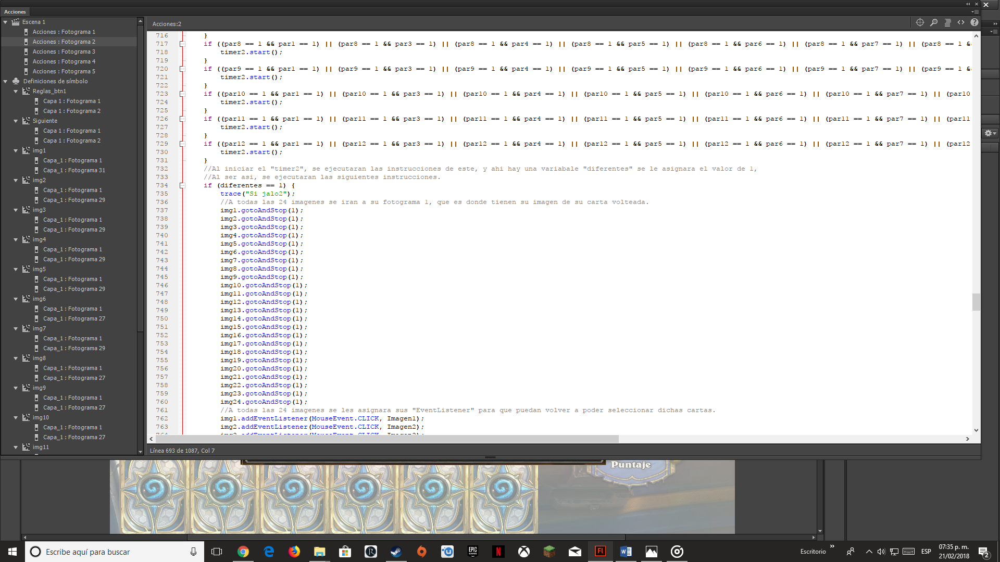 Acciones
Escena 1
Acciones : Fotograma 1
Acciones : Fotograma 2
Acciones : Fotograma 3
Acciones : Fotograma 4
Acciones : Fotograma 5
Definiciones de símbolo
Reglas_btn1
Capa 1 : Fotograma 1
Capa 1 : Fotograma 2
Siguiente
Capa 1 : Fotograma 1
Capa 1 : Fotograma 2
img1
Capa_1 : Fotograma 1
Capa_1 : Fotograma 31
img2
Capa_1 : Fotograma 1
Capa_1 : Fotograma 29
img3
Capa_1 : Fotograma 1
Capa_1 : Fotograma 29
img4
Capa_1 : Fotograma 1
Capa_1 : Fotograma 29
img5
Capa_1 : Fotograma 1
Capa_1 : Fotograma 29
img6
Capa_1 : Fotograma 1
Capa_1 : Fotograma 27
img7
Capa_1 : Fotograma 1
Capa_1 : Fotograma 29
img8
Capa_1 : Fotograma 1
Capa_1 : Fotograma 27
img9
Capa_1 : Fotograma 1
Capa_1 : Fotograma 27
img10
Capa_1 : Fotograma 1
Capa_1 : Fotograma 27
img11
Acciones:2
716 }
717 if ((par8 == 1 && par1 == 1) || (par8 == 1 && par3 == 1) || (par8 == 1 && par4 == 1) || (par8 == 1 && par5 == 1) || (par8 == 1 && par6 == 1) || (par8 == 1 && par7 == 1) || (par8 == 1 &
718 timer2.start();
719 }
720 if ((par9 == 1 && par1 == 1) || (par9 == 1 && par3 == 1) || (par9 == 1 && par4 == 1) || (par9 == 1 && par5 == 1) || (par9 == 1 && par6 == 1) || (par9 == 1 && par7 == 1) || (par9 == 1 &
721 timer2.start();
722 }
723 if ((par10 == 1 && par1 == 1) || (par10 == 1 && par3 == 1) || (par10 == 1 && par4 == 1) || (par10 == 1 && par5 == 1) || (par10 == 1 && par6 == 1) || (par10 == 1 && par7 == 1) || (par10
724 timer2.start();
725 }
726 if ((par11 == 1 && par1 == 1) || (par11 == 1 && par3 == 1) || (par11 == 1 && par4 == 1) || (par11 == 1 && par5 == 1) || (par11 == 1 && par6 == 1) || (par11 == 1 && par7 == 1) || (par11
727 timer2.start();
728 }
729 if ((par12 == 1 && par1 == 1) || (par12 == 1 && par3 == 1) || (par12 == 1 && par4 == 1) || (par12 == 1 && par5 == 1) || (par12 == 1 && par6 == 1) || (par12 == 1 && par7 == 1) || (par12
730 timer2.start();
731 }
732 //Al iniciar el "timer2", se ejecutaran las instrucciones de este, y ahi hay una variabale "diferentes" se le asignara el valor de 1,
733 //Al ser asi, se ejecutaran las siguientes instrucciones.
734 if (diferentes == 1) {
735 trace("Si jalo2");
736 //A todas las 24 imagenes se iran a su fotograma 1, que es donde tienen su imagen de su carta volteada.
737 img1.gotoAndStop(1);
738 img2.gotoAndStop(1);
739 img3.gotoAndStop(1);
740 img4.gotoAndStop(1);
741 img5.gotoAndStop(1);
742 img6.gotoAndStop(1);
743 img7.gotoAndStop(1);
744 img8.gotoAndStop(1);
745 img9.gotoAndStop(1);
746 img10.gotoAndStop(1);
747 img11.gotoAndStop(1);
748 img12.gotoAndStop(1);
749 img13.gotoAndStop(1);
750 img14.gotoAndStop(1);
751 img15.gotoAndStop(1);
752 img16.gotoAndStop(1);
753 img17.gotoAndStop(1);
754 img18.gotoAndStop(1);
755 img19.gotoAndStop(1);
756 img20.gotoAndStop(1);
757 img21.gotoAndStop(1);
758 img22.gotoAndStop(1);
759 img23.gotoAndStop(1);
760 img24.gotoAndStop(1);
761 //A todas las 24 imagenes se les asignara sus "EventListener" para que puedan volver a poder seleccionar dichas cartas.
762 img1.addEventListener(MouseEvent.CLICK, Imagen1);
763 img2.addEventListener(MouseEvent.CLICK, Imagen2);
Línea 693 de 1087, Col 7
Puntaje
Escribe aquí para buscar
EPIC GAMES
N
Fl
W
Escritorio
ESP
07:35 p. m.
21/02/2018
2